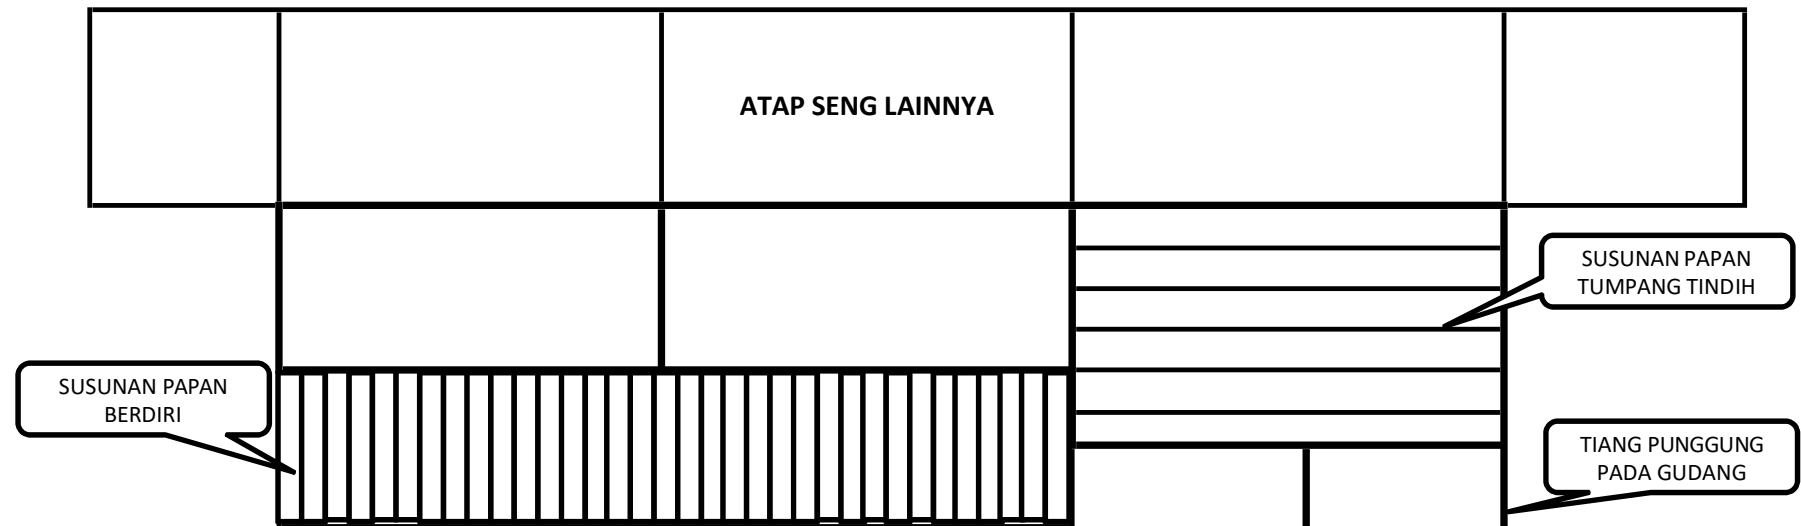 ATAP SENG LAINNYA
SUSUNAN PAPAN
TUMPANG TINDIH
SUSUNAN PAPAN
BERDIRI
TIANG PUNGGUNG
PADA GUDANG